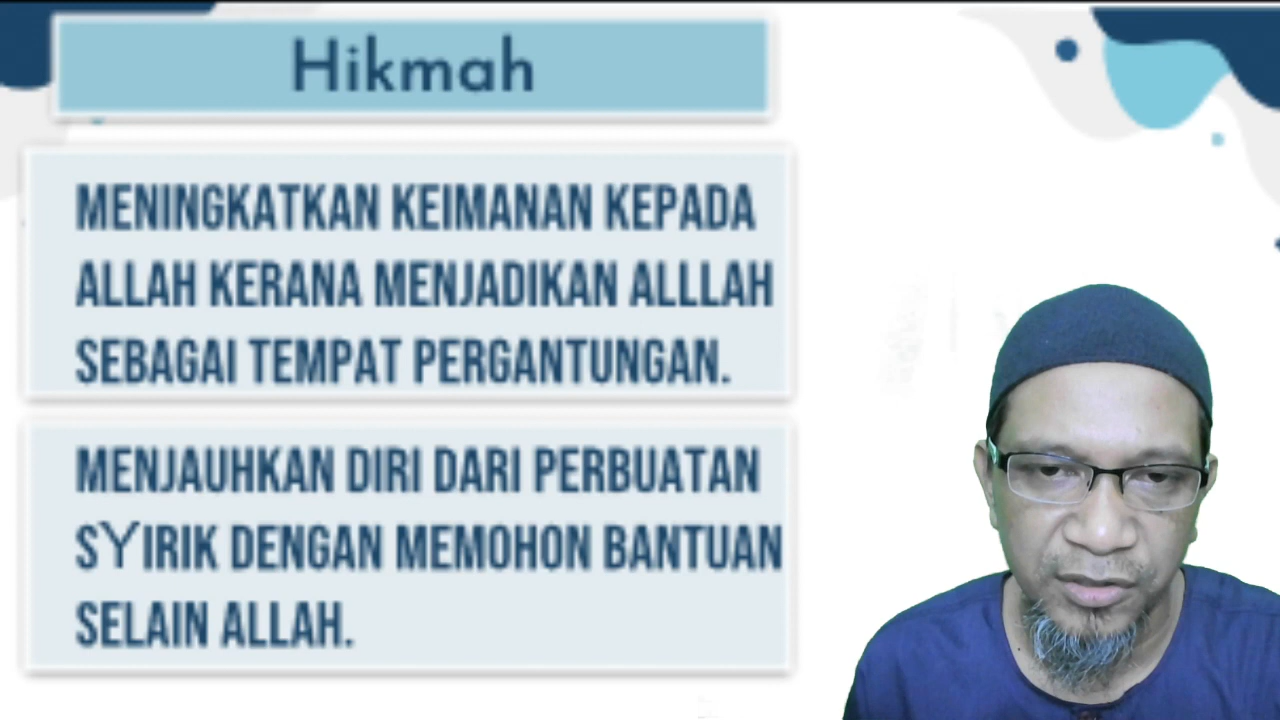 Hikmah
MENINGKATKAN KEIMANAN KEPADA
ALLAH KERANA MENJADIKAN ALLLAH
SEBAGAI TEMPAT PERGANTUNGAN.
MENJAUHKAN DIRI DARI PERBUATAN
SYIRIK DENGAN MEMOHON BANTUAN
SELAIN ALLAH.